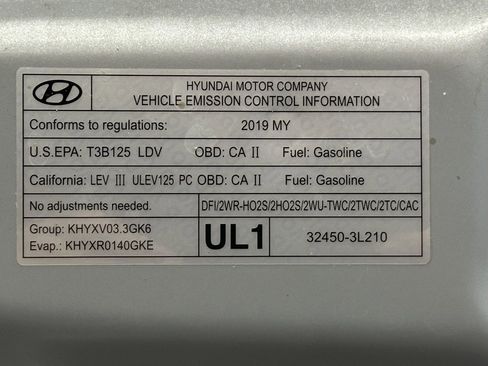 HYUNDAI MOTOR COMPANY
VEHICLE EMISSION CONTROL INFORMATION
Conforms to regulations: 2019 MY
U.S.EPA: T3B125 LDV OBD: CA II Fuel: Gasoline
California: LEV III ULEV125 PC OBD: CA II Fuel: Gasoline
No adjustments needed. DFI/2WR-HO2S/2HO2S/2WU-TWC/2TWC/2TC/CAC
Group: KHYXV03.3GK6
Evap.: KHYXR0140GKE
UL1 32450-3L210